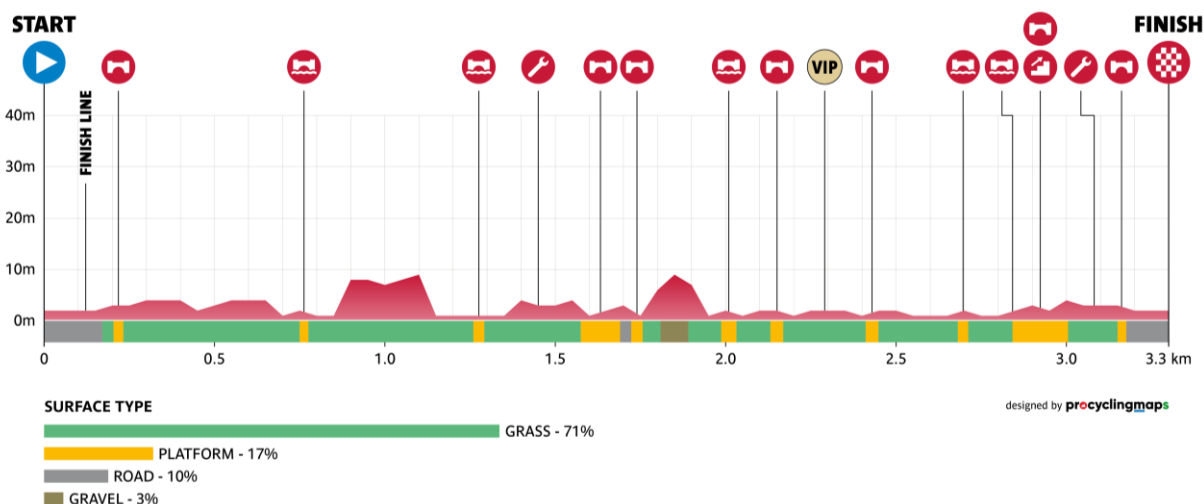 START
FINISH
VIP
FINISH LINE
40m
30m
20m
10m
0m
0 0.5 1.0 1.5 2.0 2.5 3.0 3.3 km
SURFACE TYPE
designed by procyclingmaps
GRASS - 71%
PLATFORM - 17%
ROAD - 10%
GRAVEL - 3%